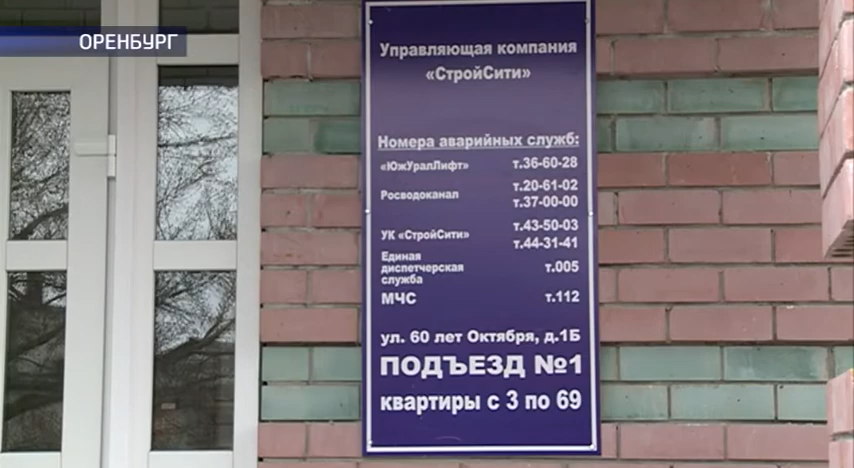 ОРЕНБУРГ
Управляющая компания
«СтройСити»
Номера аварийных служб:
«ЮжУралЛифт» т.36-60-28
Росводоканал т.20-61-02
т.37-00-00
УК «СтройСити» т.43-50-03
т.44-31-41
Единая
диспетчерская т.005
служба
МЧС т.112
ул. 60 лет Октября, д.1Б
ПОДЪЕЗД №1
квартиры с 3 по 69